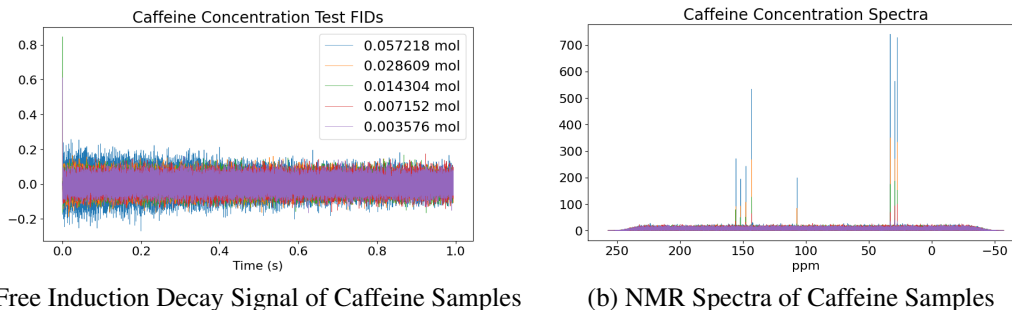 Caffeine Concentration Test FIDs
0.8
0.6
0.4
0.2
0.0
−0.2
0.057218 mol
0.028609 mol
0.014304 mol
0.007152 mol
0.003576 mol
0.0 0.2 0.4 0.6 0.8 1.0
Time (s)
Free Induction Decay Signal of Caffeine Samples
Caffeine Concentration Spectra
700
600
500
400
300
200
100
0
250 200 150 100 50 0 −50
ppm
(b) NMR Spectra of Caffeine Samples